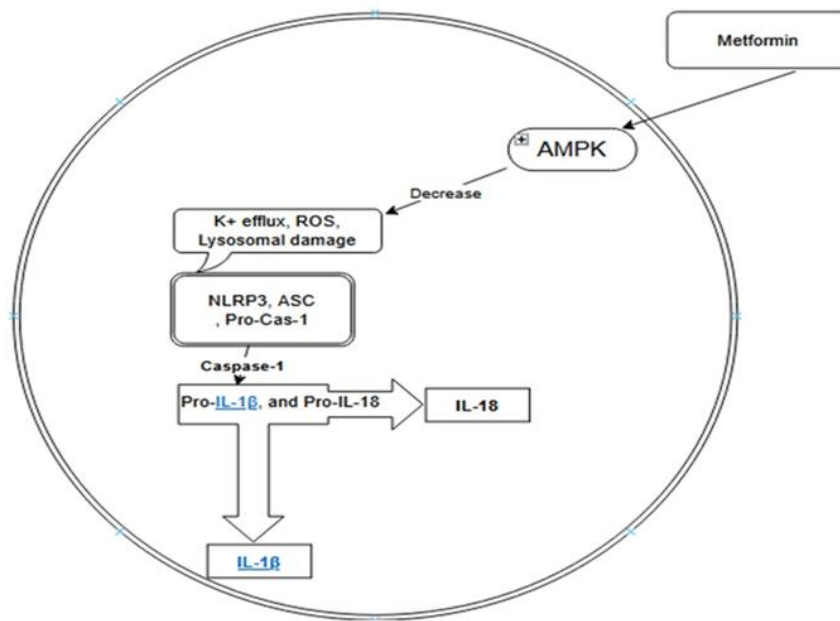 Metformin
AMPK
Decrease
K+ efflux, ROS,
Lysosomal damage
NLRP3, ASC
, Pro-Cas-1
Caspase-1
Pro-IL-1β, and Pro-IL-18
IL-18
IL-1β